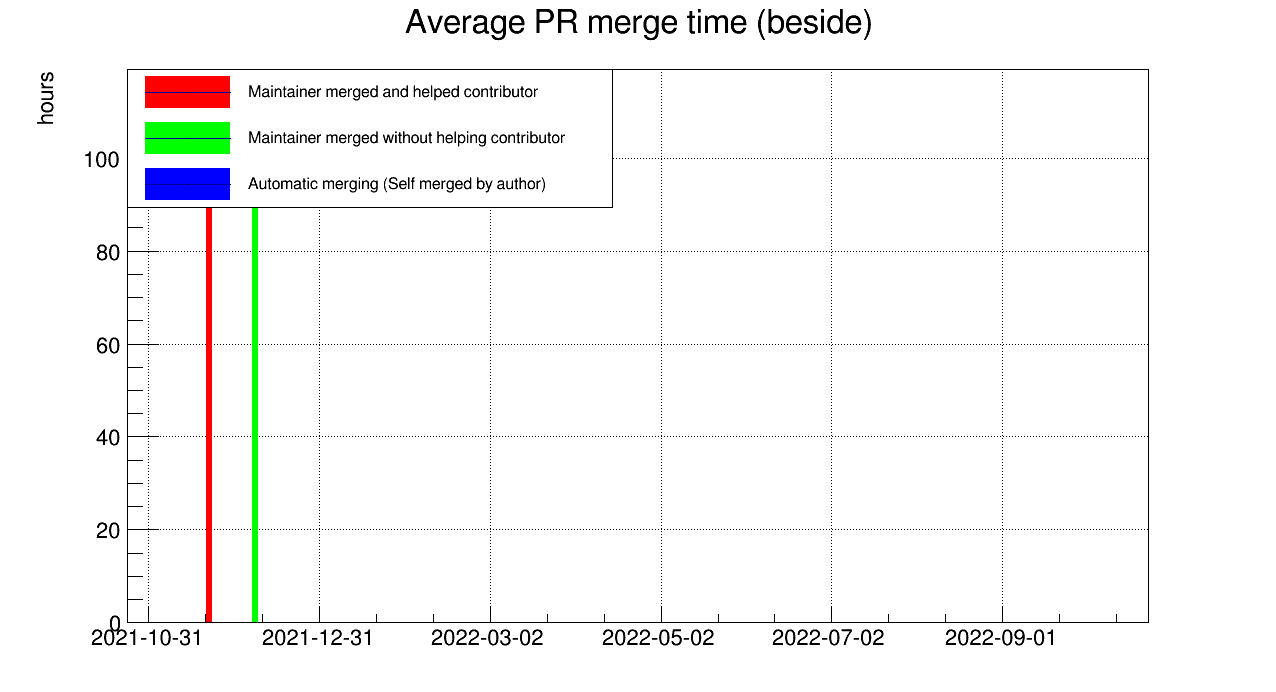 Average PR merge time (beside)
hours
Maintainer merged and helped contributor
Maintainer merged without helping contributor
Automatic merging (Self merged by author)
100
80
60
40
20
0
2021-10-31 2021-12-31 2022-03-02 2022-05-02 2022-07-02 2022-09-01